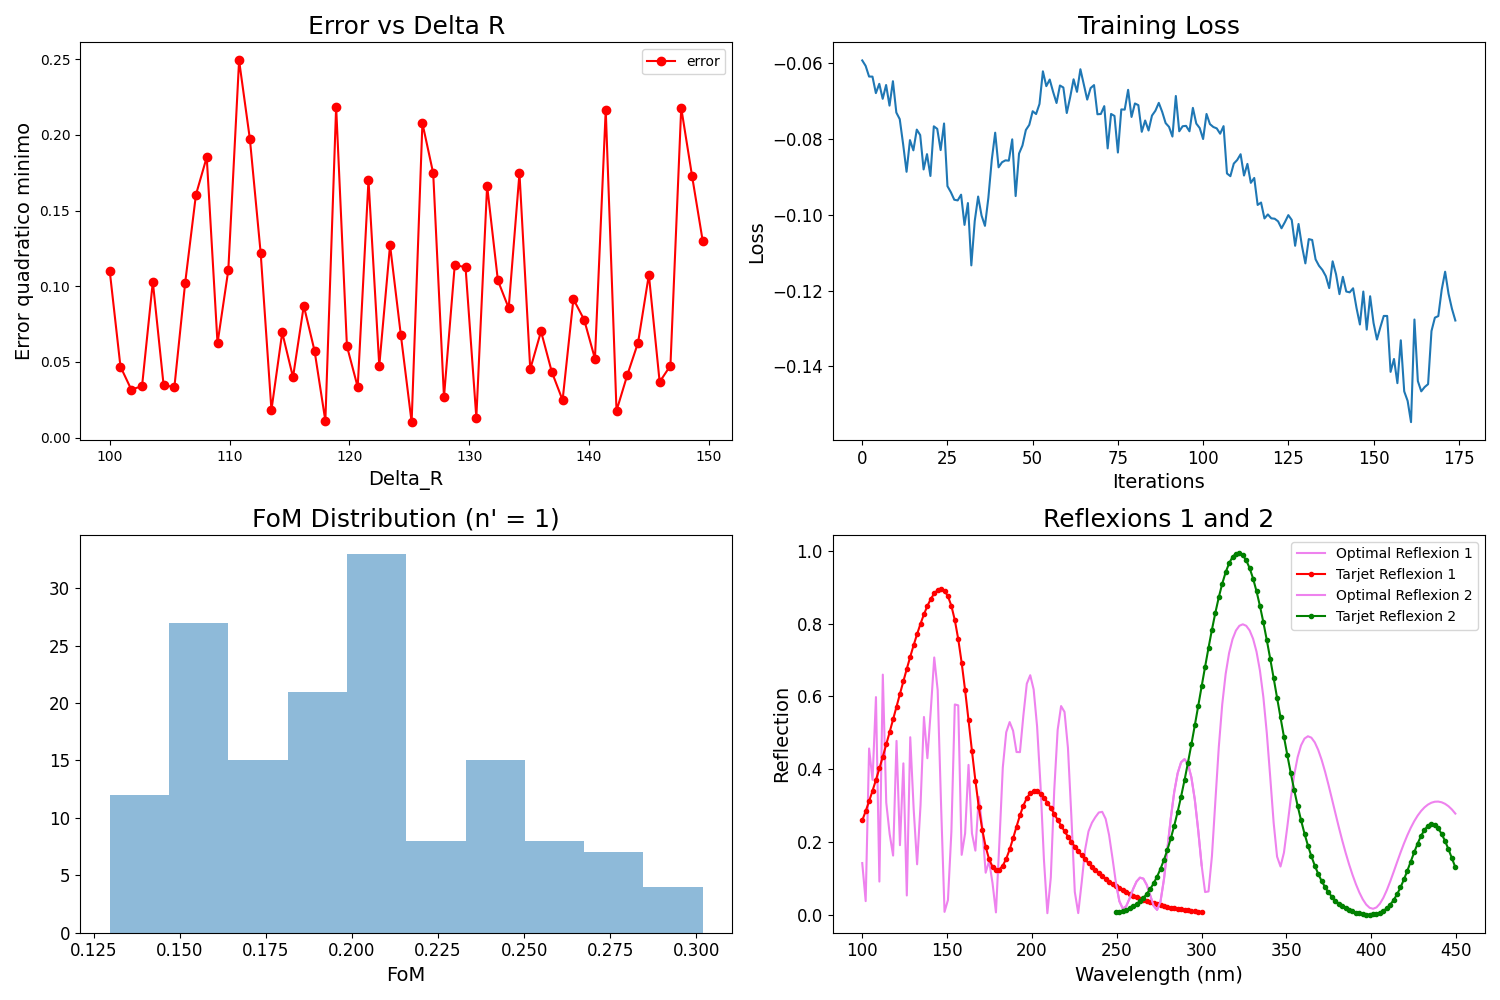 Error vs Delta R
Error quadratico minimo
0.25
0.20
0.15
0.10
0.05
0.00
error
100 110 120 130 140 150
Delta_R
Training Loss
Loss
−0.06
−0.08
−0.10
−0.12
−0.14
0 25 50 75 100 125 150 175
Iterations
FoM Distribution (n' = 1)
30
25
20
15
10
5
0
0.125 0.150 0.175 0.200 0.225 0.250 0.275 0.300
FoM
Reflexions 1 and 2
Reflection
1.0
0.8
0.6
0.4
0.2
0.0
Optimal Reflexion 1
Tarjet Reflexion 1
Optimal Reflexion 2
Tarjet Reflexion 2
100 150 200 250 300 350 400 450
Wavelength (nm)